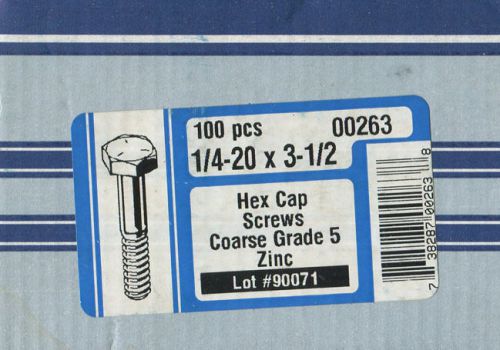 100 pcs 00263
1/4-20 x 3-1/2
Hex Cap
Screws
Coarse Grade 5
Zinc
Lot #90071
7 38287 00263 8